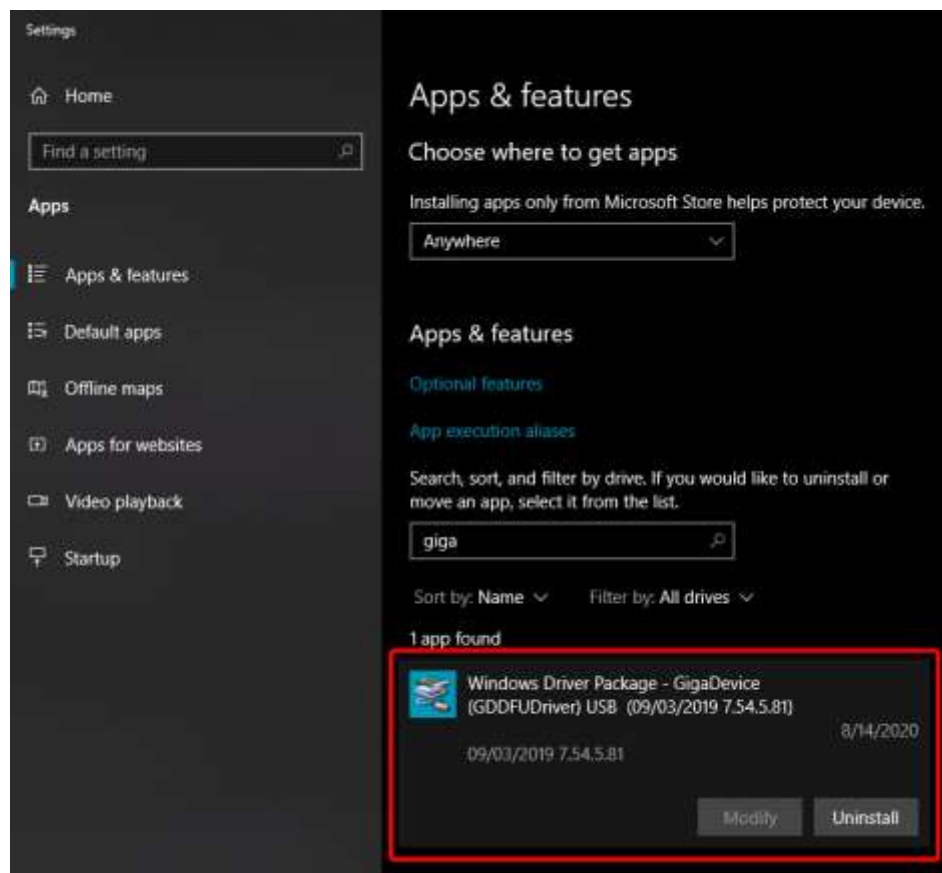 Settings
Home
Find a setting
Apps
Apps & features
Default apps
Offline maps
Apps for websites
Video playback
Startup
Apps & features
Choose where to get apps
Installing apps only from Microsoft Store helps protect your device.
Anywhere
Apps & features
Optional features
App execution aliases
Search, sort, and filter by drive. If you would like to uninstall or
move an app, select it from the list.
giga
Sort by: Name Filter by: All drives
1 app found
Windows Driver Package - GigaDevice
(GDDFUDriver) USB (09/03/2019 7.54.5.81)
8/14/2020
09/03/2019 7.54.5.81
Modify Uninstall